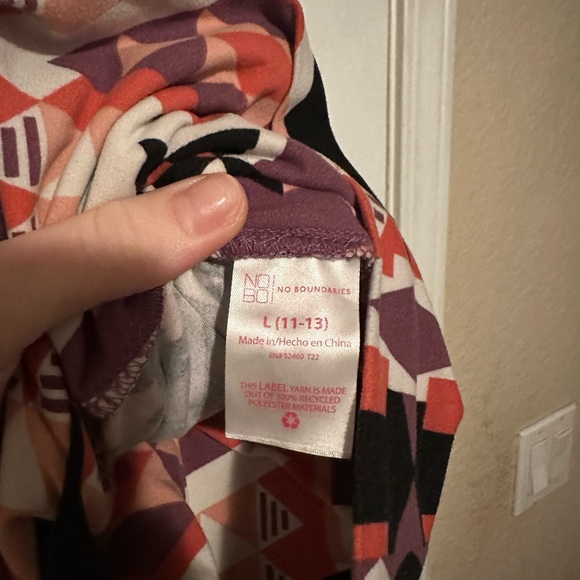 NO
BO!
NO BOUNDARIES
L (11-13)
Made in/Hecho en China
RN# 52469 T22
THIS LABEL YARN IS MADE
OUT OF 100% RECYCLED
POLYESTER MATERIALS